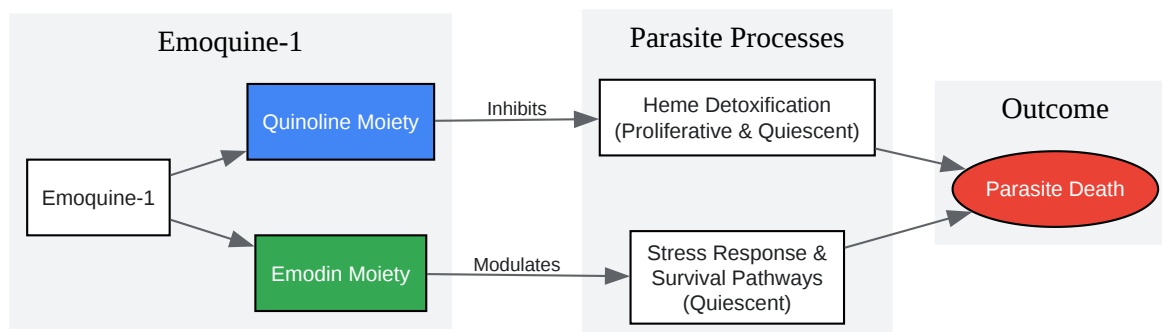 Emoquine-1
Parasite Processes
Outcome
Emoquine-1
Quinoline Moiety
Emodin Moiety
Inhibits
Modulates
Heme Detoxification
(Proliferative & Quiescent)
Stress Response &
Survival Pathways
(Quiescent)
Parasite Death